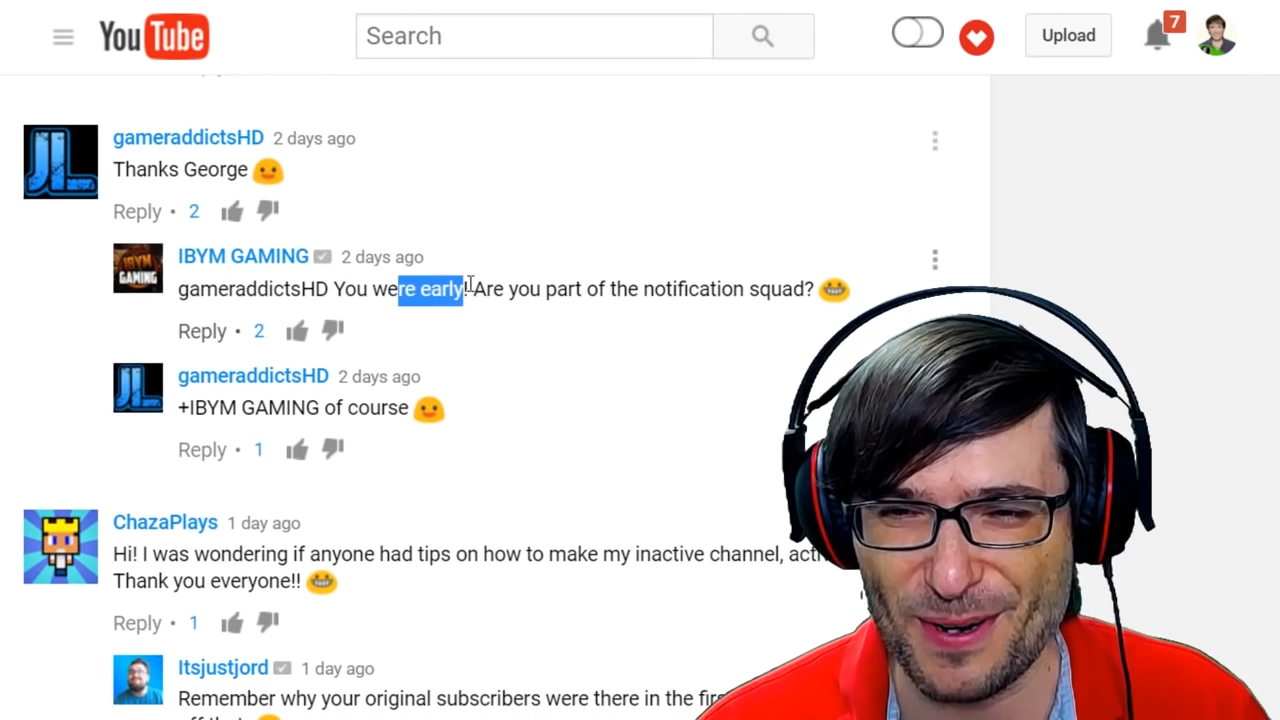 YouTube
Search
Upload
7
gameraddictsHD 2 days ago
Thanks George
Reply • 2
IBYM GAMING 2 days ago
gameraddictsHD You were early! Are you part of the notification squad?
Reply • 2
gameraddictsHD 2 days ago
+IBYM GAMING of course
Reply • 1
ChazaPlays 1 day ago
Hi! I was wondering if anyone had tips on how to make my inactive channel,
Thank you everyone!!
Reply • 1
Itsjustjord 1 day ago
Remember why your original subscribers were there in the
JL
IBYM
GAMING
JL